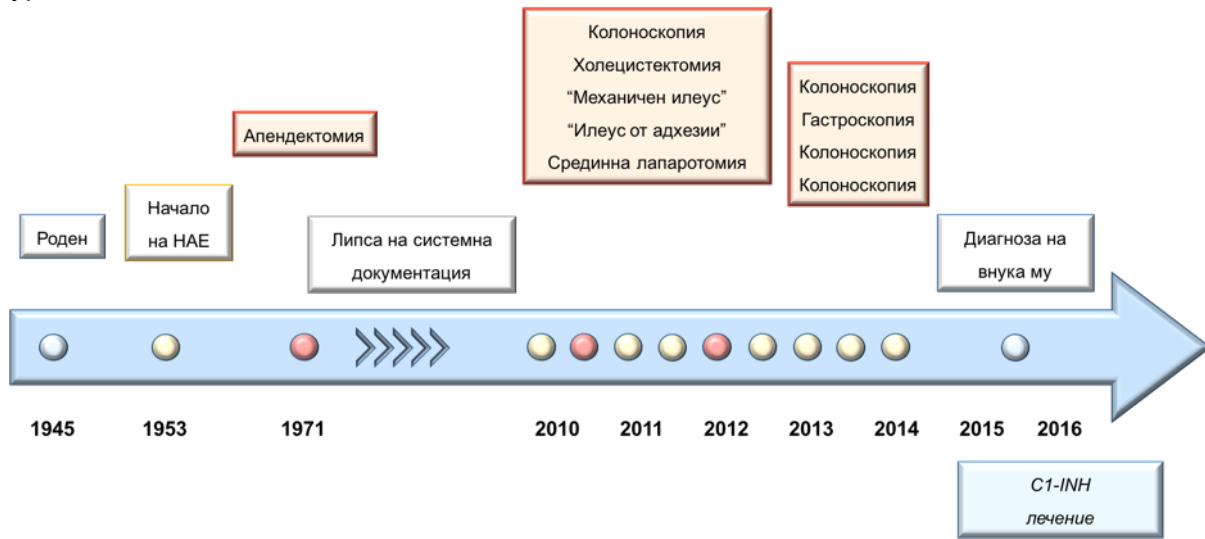 Колоноскопия
Холецистектомия
“Механичен илеус”
“Илеус от адхезии”
Срединна лапаротомия
Колоноскопия
Гастроскопия
Колоноскопия
Колоноскопия
Апендектомия
Начало
на НАЕ
Роден
Липса на системна
документация
Диагноза на
внука му
1945 1953 1971 2010 2011 2012 2013 2014 2015 2016
C1-INH
лечение